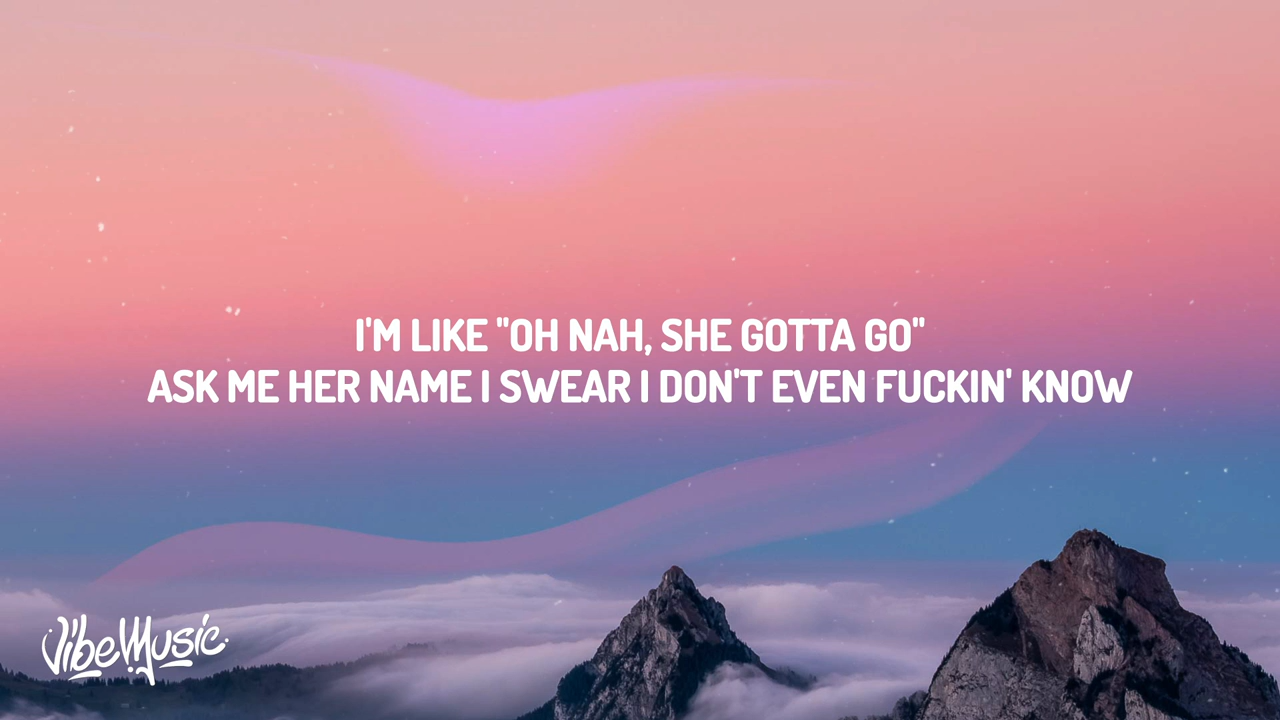 I'M LIKE "OH NAH, SHE GOTTA GO"
ASK ME HER NAME I SWEAR I DON'T EVEN FUCKIN' KNOW
VibeMusic